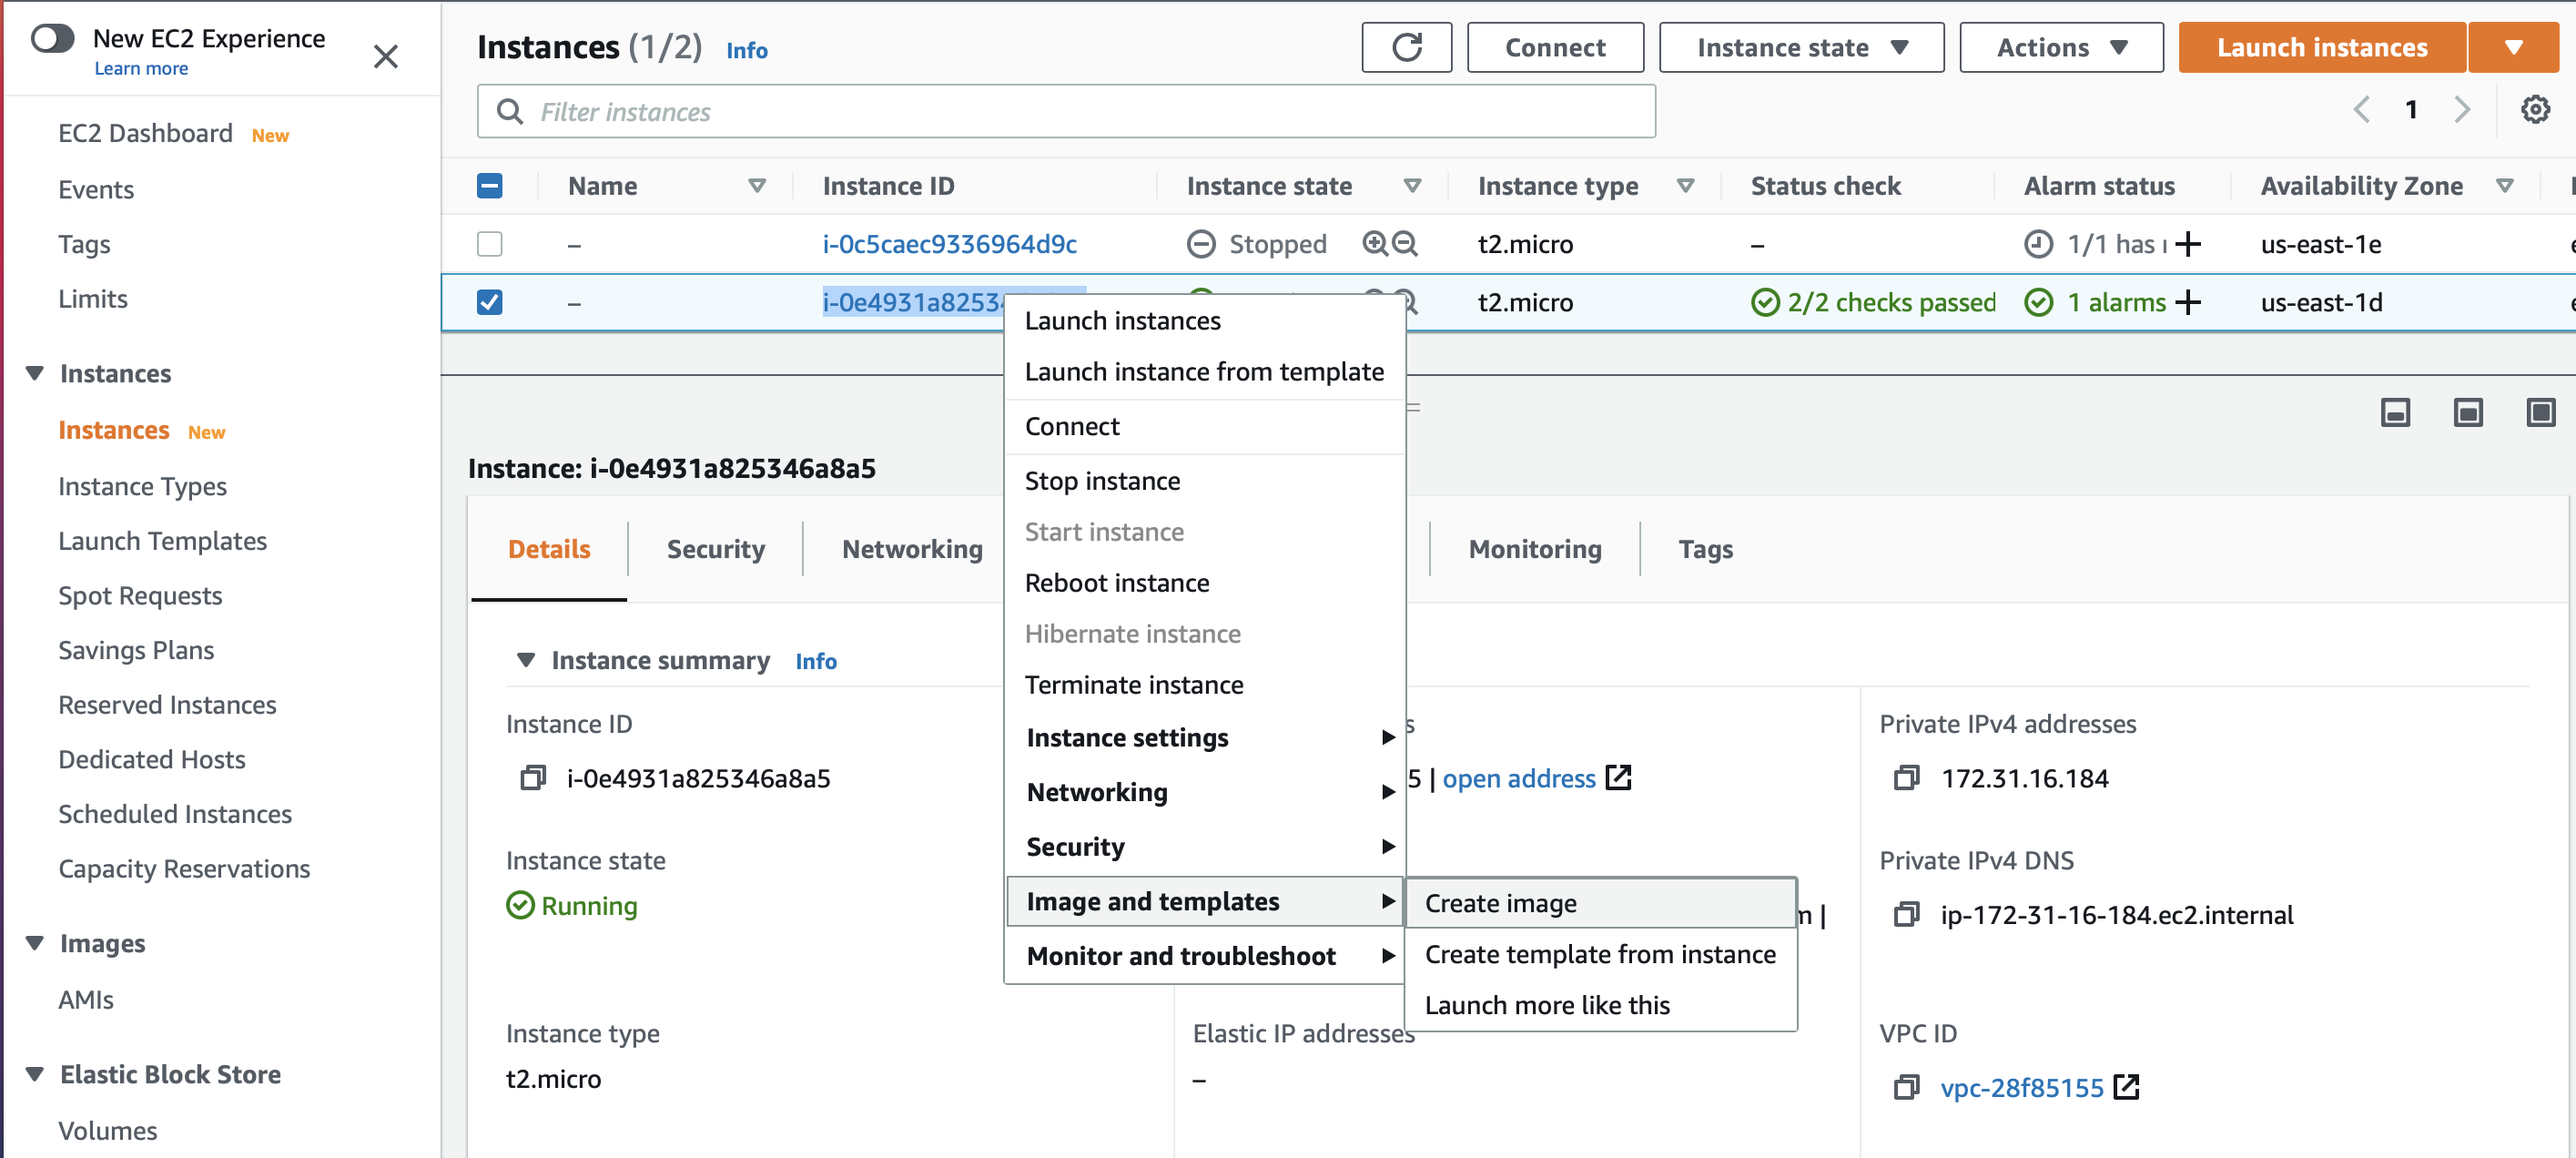 New EC2 Experience
Learn more
EC2 Dashboard New
Events
Tags
Limits
Instances
Instances New
Instance Types
Launch Templates
Spot Requests
Savings Plans
Reserved Instances
Dedicated Hosts
Scheduled Instances
Capacity Reservations
Images
AMIs
Elastic Block Store
Volumes
Instances (1/2) Info
Connect
Instance state
Actions
Launch instances
Filter instances
1
Name Instance ID Instance state Instance type Status check Alarm status Availability Zone
– i-0c5caec9336964d9c Stopped t2.micro – 1/1 has us-east-1e
– i-0e4931a8253 t2.micro 2/2 checks passed 1 alarms us-east-1d
Launch instances
Launch instance from template
Connect
Stop instance
Start instance
Reboot instance
Hibernate instance
Terminate instance
Instance settings
Networking
Security
Image and templates
Monitor and troubleshoot
Create image
Create template from instance
Launch more like this
Instance: i-0e4931a825346a8a5
Details Security Networking Monitoring Tags
Instance summary Info
Instance ID
i-0e4931a825346a8a5
5 | open address
Private IPv4 addresses
172.31.16.184
Instance state
Running
Private IPv4 DNS
ip-172-31-16-184.ec2.internal
Instance type
t2.micro
Elastic IP addresses
–
VPC ID
vpc-28f85155